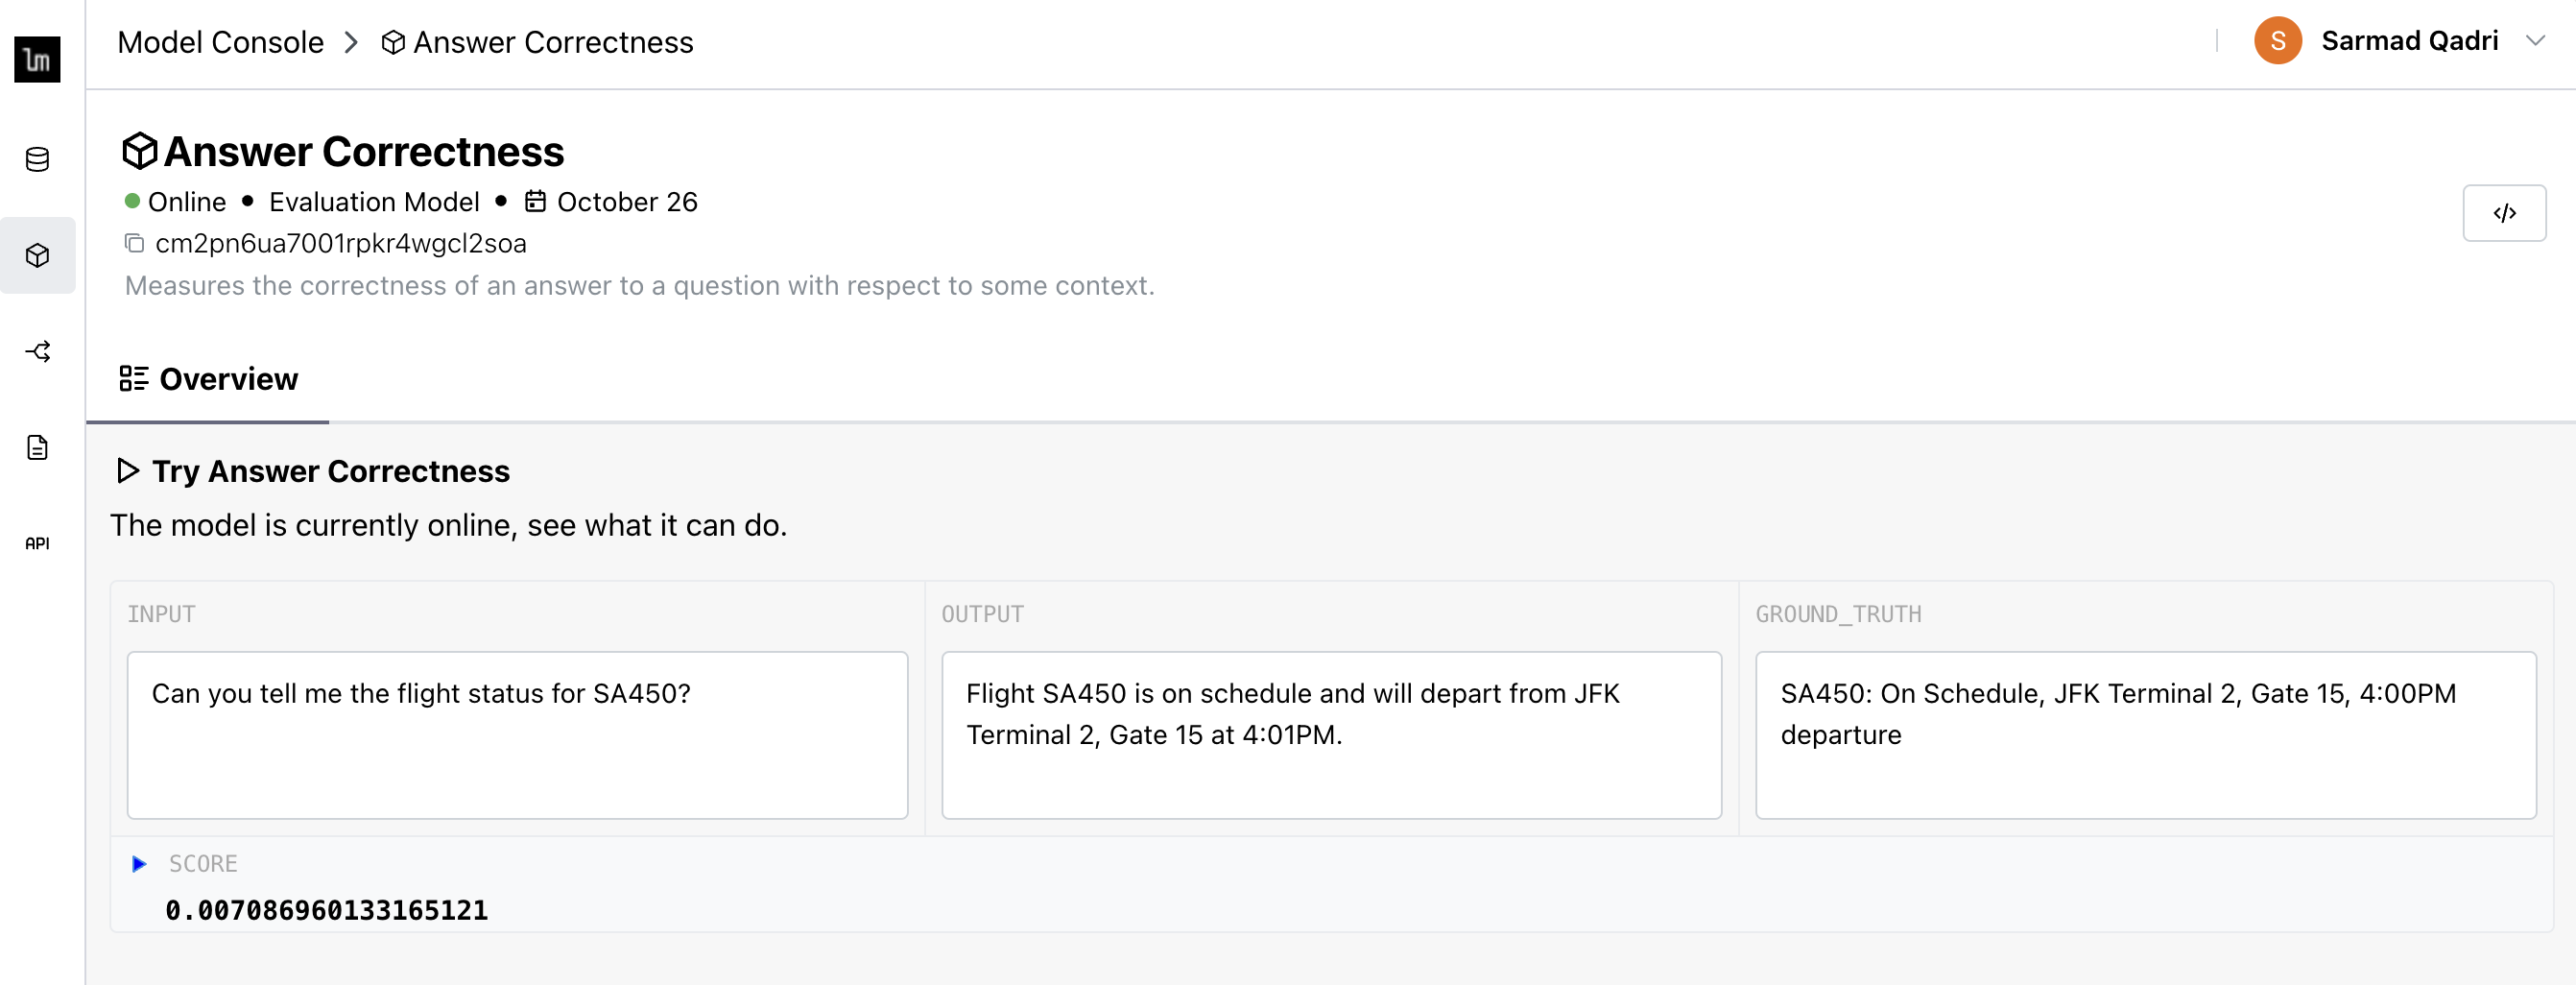 lm
Model Console > Answer Correctness
S Sarmad Qadri
Answer Correctness
Online • Evaluation Model • October 26
cm2pn6ua7001rpkr4wgcl2soa
Measures the correctness of an answer to a question with respect to some context.
</>
API
Overview
Try Answer Correctness
The model is currently online, see what it can do.
INPUT
Can you tell me the flight status for SA450?
OUTPUT
Flight SA450 is on schedule and will depart from JFK
Terminal 2, Gate 15 at 4:01PM.
GROUND_TRUTH
SA450: On Schedule, JFK Terminal 2, Gate 15, 4:00PM
departure
SCORE
0.007086960133165121